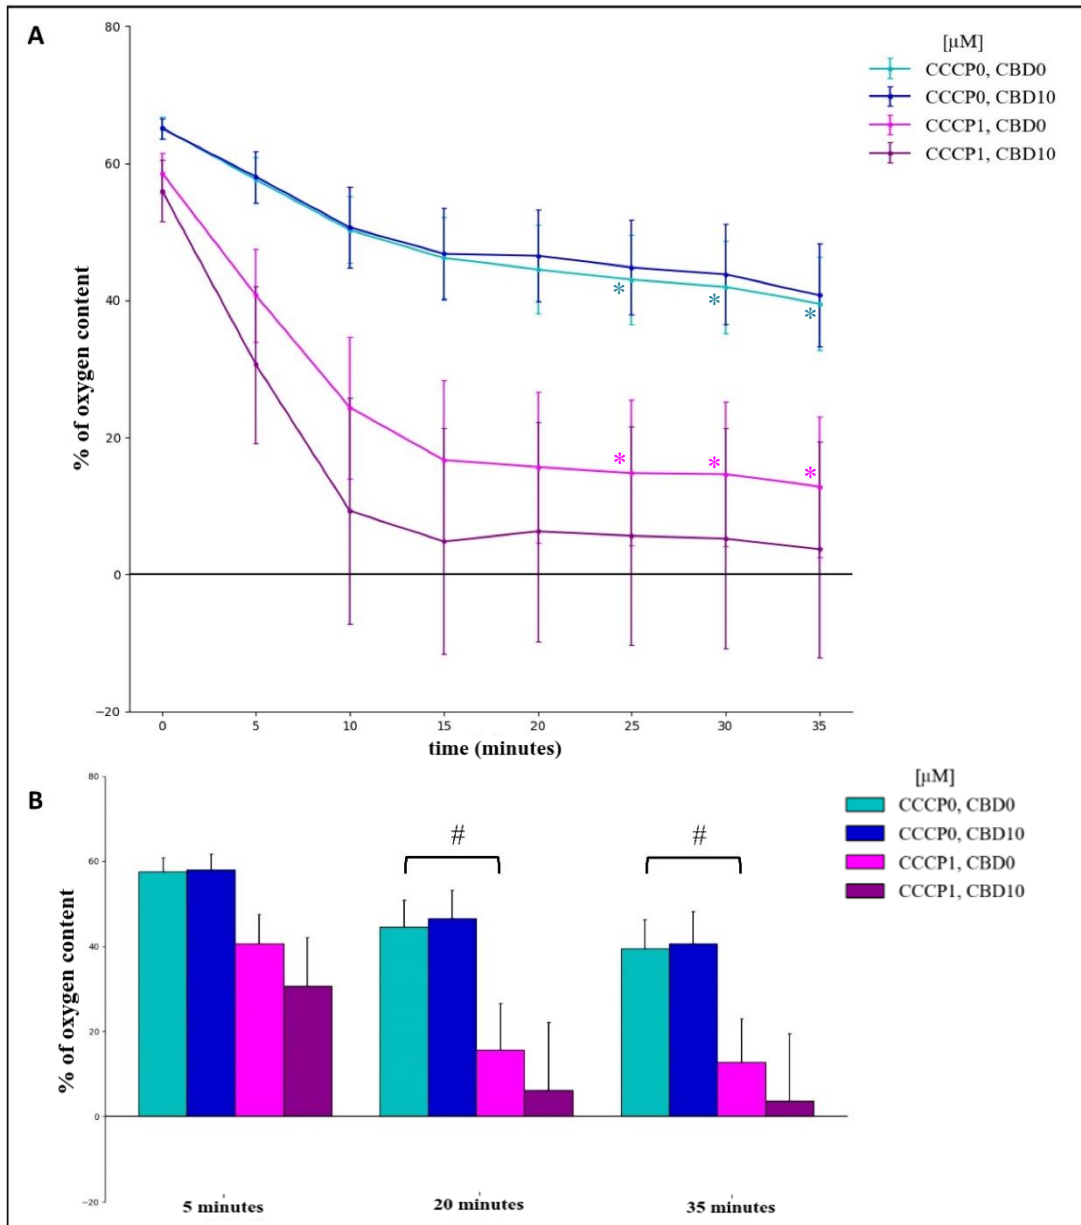 A
80
60
40
20
0
−20
% of oxygen content
[μM]
CCCP0, CBD0
CCCP0, CBD10
CCCP1, CBD0
CCCP1, CBD10
* * *
* * *
0 5 10 15 20 25 30 35
time (minutes)
B
80
60
40
20
0
−20
% of oxygen content
# #
[μM]
CCCP0, CBD0
CCCP0, CBD10
CCCP1, CBD0
CCCP1, CBD10
5 minutes 20 minutes 35 minutes